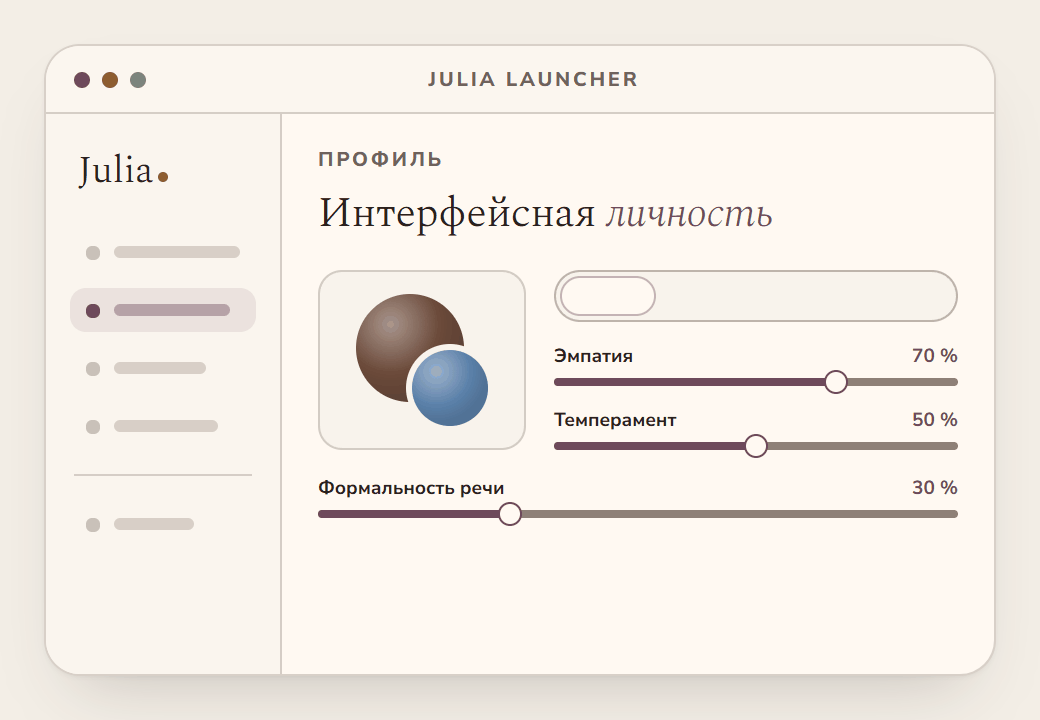 JULIA LAUNCHER
Julia
ПРОФИЛЬ
Интерфейсная личность
Эмпатия 70 %
Темперамент 50 %
Формальность речи 30 %